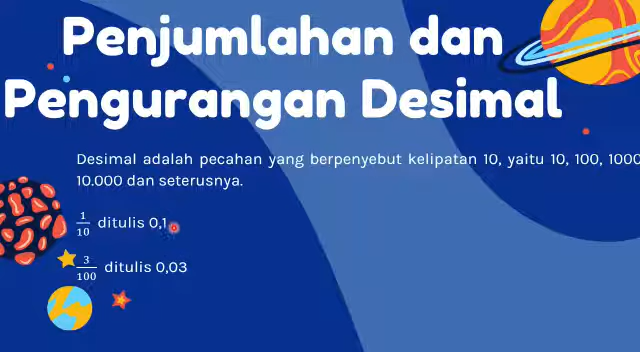 Penjumlahan dan
Pengurangan Desimal
Desimal adalah pecahan yang berpenyebut kelipatan 10, yaitu 10, 100, 1000
10.000 dan seterusnya.
1/10 ditulis 0,1
3/100 ditulis 0,03